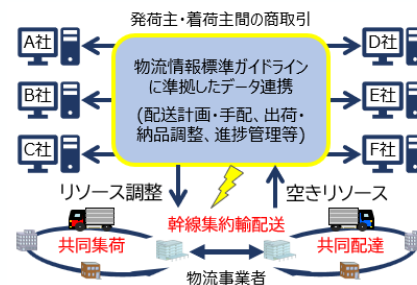 発荷主・着荷主間の商取引
A社
D社
物流情報標準ガイドライン
に準拠したデータ連携
B社
E社
(配送計画・手配、出荷・
納品調整、進捗管理等)
C社
F社
リソース調整
空きリソース
幹線集約輸配送
共同集荷
共同配達
物流事業者